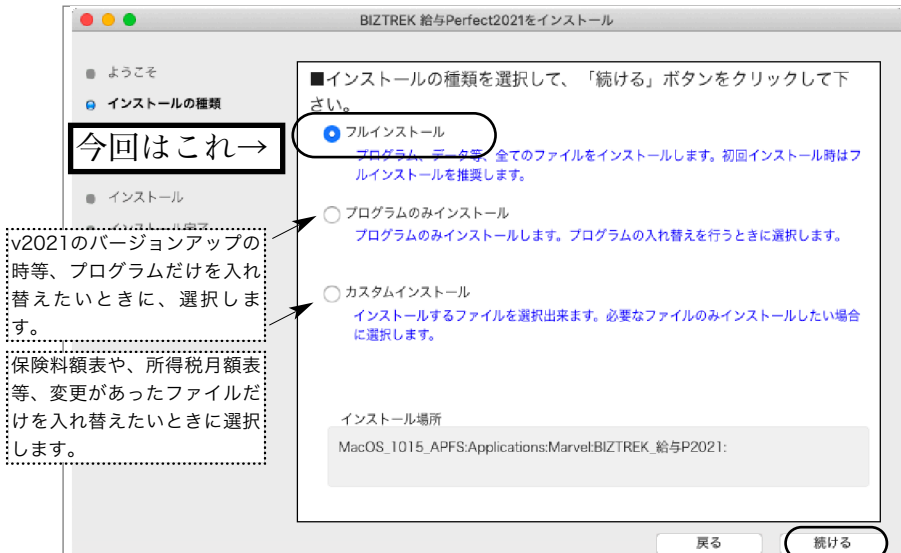 BIZTREK 給与Perfect2021をインストール
ようこそ
インストールの種類
今回はこれ→
インストール
インストール完了
v2021のバージョンアップの
時等、プログラムだけを入れ
替えたいときに、選択しま
す。
保険料額表や、所得税月額表
等、変更があったファイルだ
けを入れ替えたいときに選択
します。
■インストールの種類を選択して、「続ける」ボタンをクリックして下
さい。
フルインストール
プログラム、データ等、全てのファイルをインストールします。初回インストール時はフ
ルインストールを推奨します。
プログラムのみインストール
プログラムのみインストールします。プログラムの入れ替えを行うときに選択します。
カスタムインストール
インストールするファイルを選択出来ます。必要なファイルのみインストールしたい場合
に選択します。
インストール場所
MacOS_1015_APFS:Applications:Marvel:BIZTREK_給与P2021:
戻る
続ける